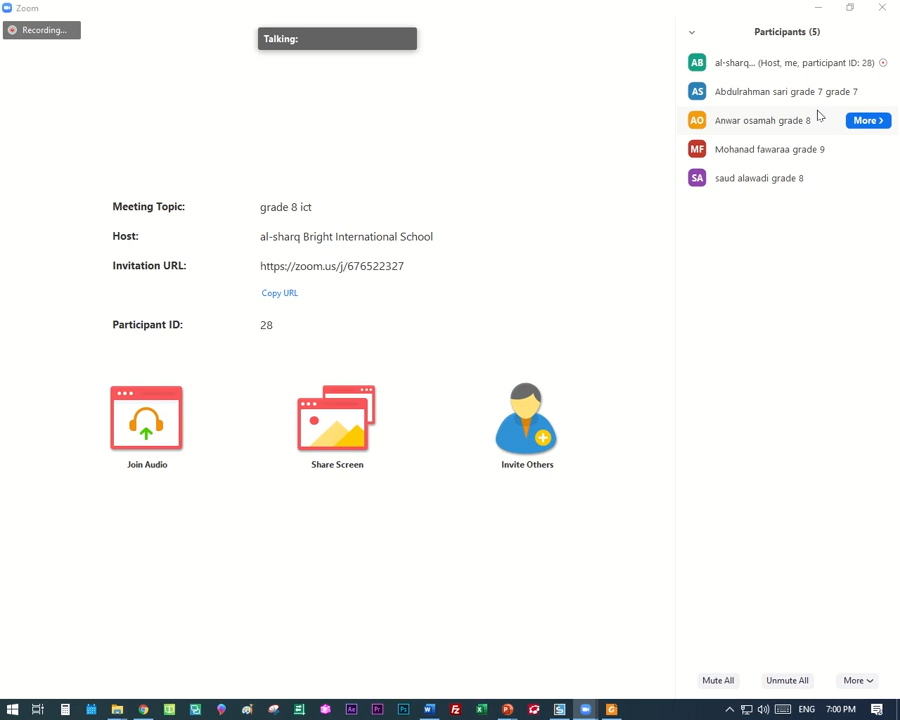 Zoom
Recording...
Talking:
Participants (5)
AB al-sharq... (Host, me, participant ID: 28)
AS Abdulrahman sari grade 7 grade 7
AO Anwar osamah grade 8 More >
MF Mohanad fawaraa grade 9
SA saud alawadi grade 8
Meeting Topic: grade 8 ict
Host: al-sharq Bright International School
Invitation URL: https://zoom.us/j/676522327
Copy URL
Participant ID: 28
Join Audio Share Screen Invite Others
Mute All Unmute All More
Ae Pr Ps
ENG 7:00 PM